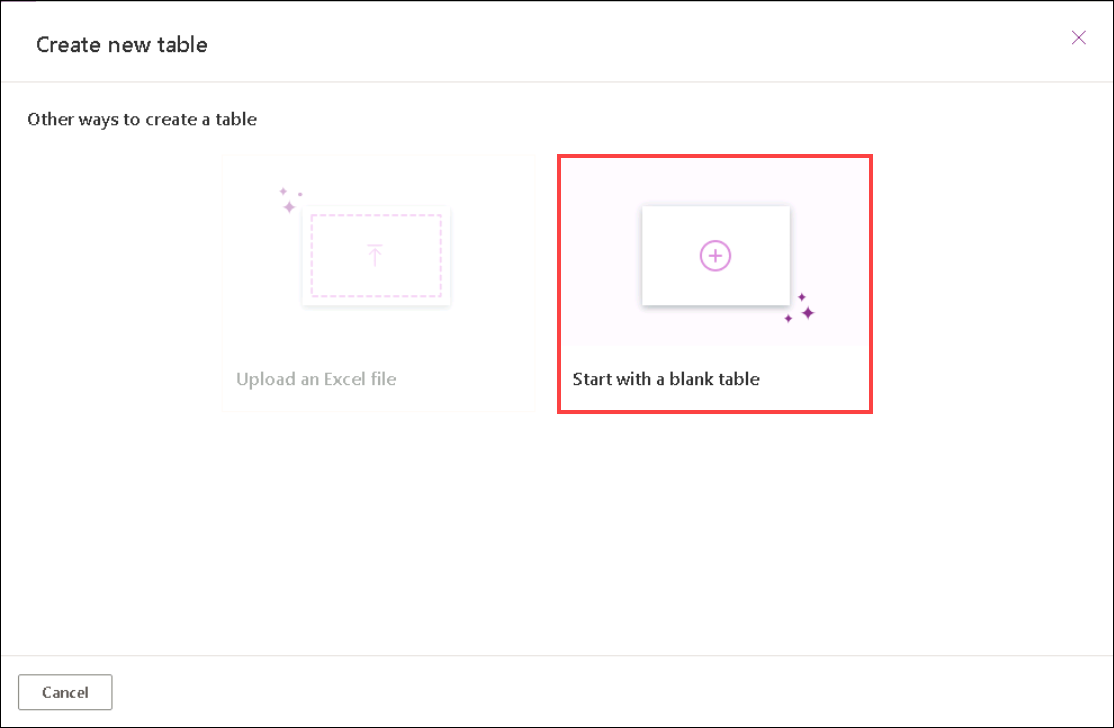 Create new table
Other ways to create a table
Upload an Excel file
Start with a blank table
Cancel